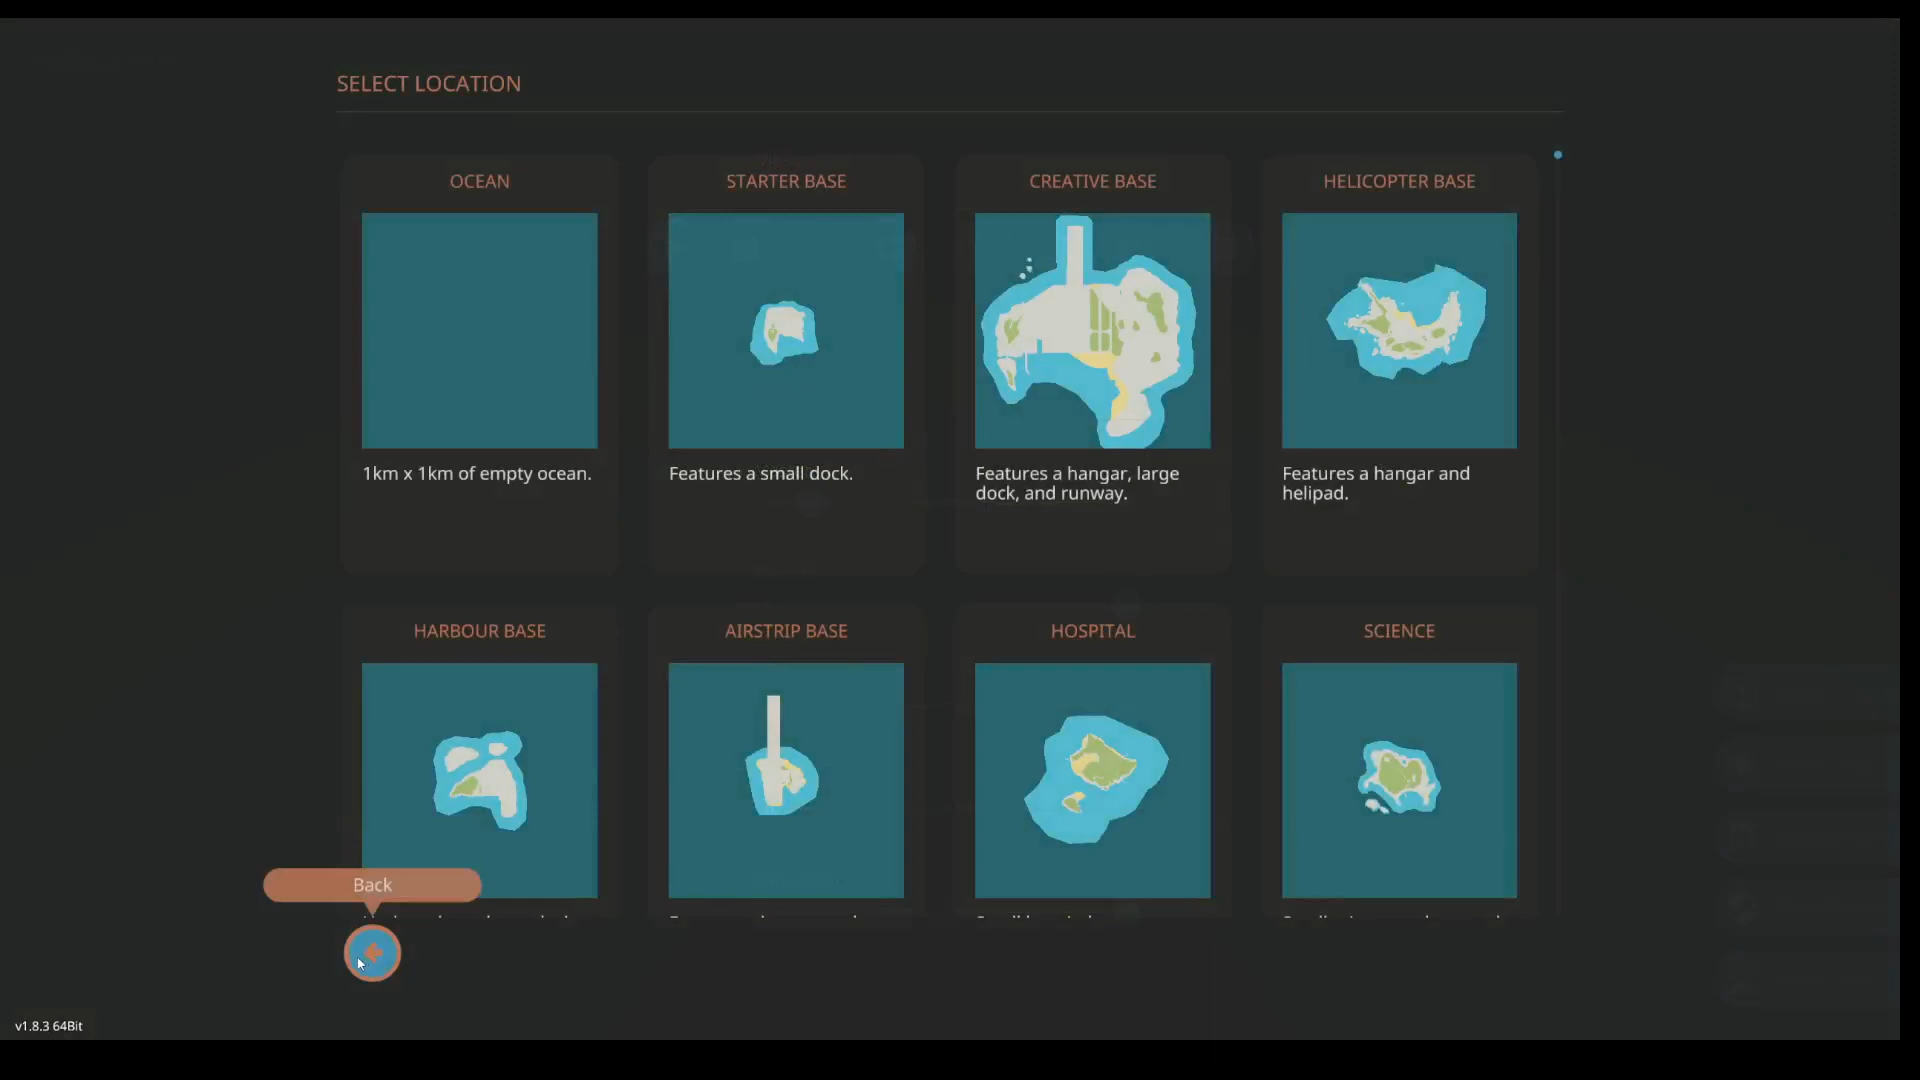 SELECT LOCATION
OCEAN
STARTER BASE
CREATIVE BASE
HELICOPTER BASE
1km x 1km of empty ocean.
Features a small dock.
Features a hangar, large
dock, and runway.
Features a hangar and
helipad.
HARBOUR BASE
AIRSTRIP BASE
HOSPITAL
SCIENCE
Back
v1.8.3 64Bit